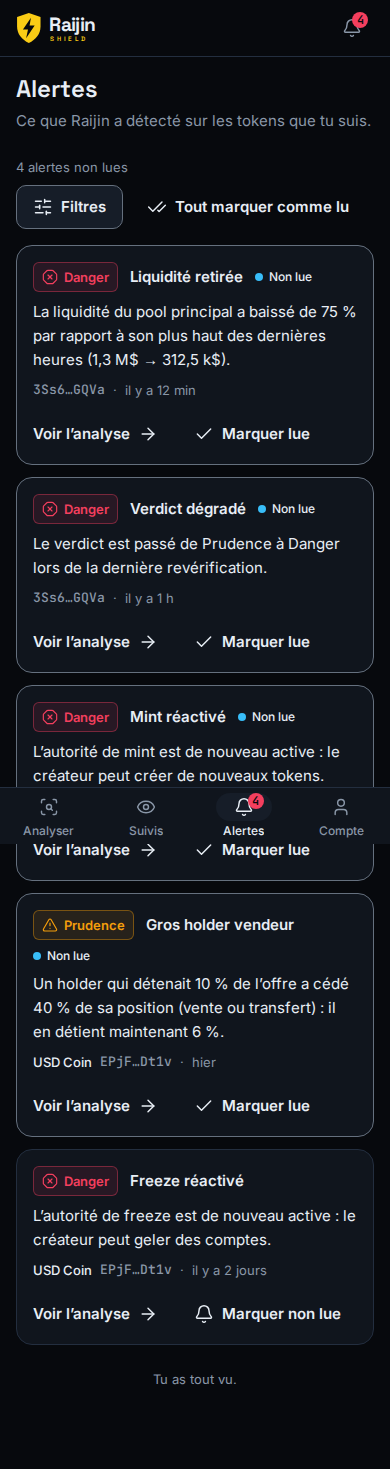 Raijin
SHIELD
4
Alertes
Ce que Raijin a détecté sur les tokens que tu suis.
4 alertes non lues
Filtres
Tout marquer comme lu
Danger Liquidité retirée Non lue
La liquidité du pool principal a baissé de 75 %
par rapport à son plus haut des dernières
heures (1,3 M$ → 312,5 k$).
3Ss6…GQVa · il y a 12 min
Voir l’analyse → Marquer lue
Danger Verdict dégradé Non lue
Le verdict est passé de Prudence à Danger
lors de la dernière revérification.
3Ss6…GQVa · il y a 1 h
Voir l’analyse → Marquer lue
Danger Mint réactivé Non lue
L’autorité de mint est de nouveau active : le
créateur peut créer de nouveaux tokens.
4
Analyser Suivis Alertes Compte
Voir l’analyse → Marquer lue
Prudence Gros holder vendeur
Non lue
Un holder qui détenait 10 % de l’offre a cédé
40 % de sa position (vente ou transfert) : il
en détient maintenant 6 %.
USD Coin EPjF…Dt1v · hier
Voir l’analyse → Marquer lue
Danger Freeze réactivé
L’autorité de freeze est de nouveau active : le
créateur peut geler des comptes.
USD Coin EPjF…Dt1v · il y a 2 jours
Voir l’analyse → Marquer non lue
Tu as tout vu.